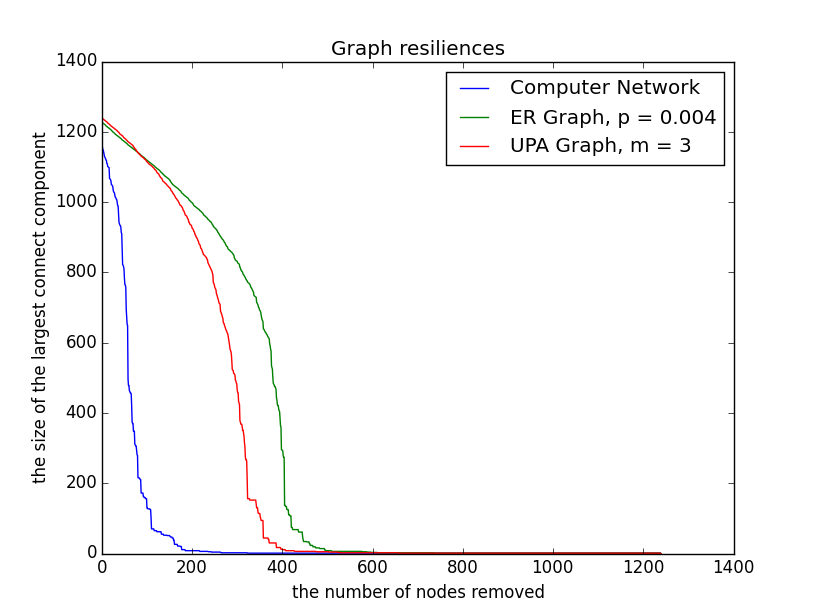 Graph resiliences
1400
1200
1000
800
600
400
200
0
the size of the largest connect component
Computer Network
ER Graph, p = 0.004
UPA Graph, m = 3
0 200 400 600 800 1000 1200 1400
the number of nodes removed